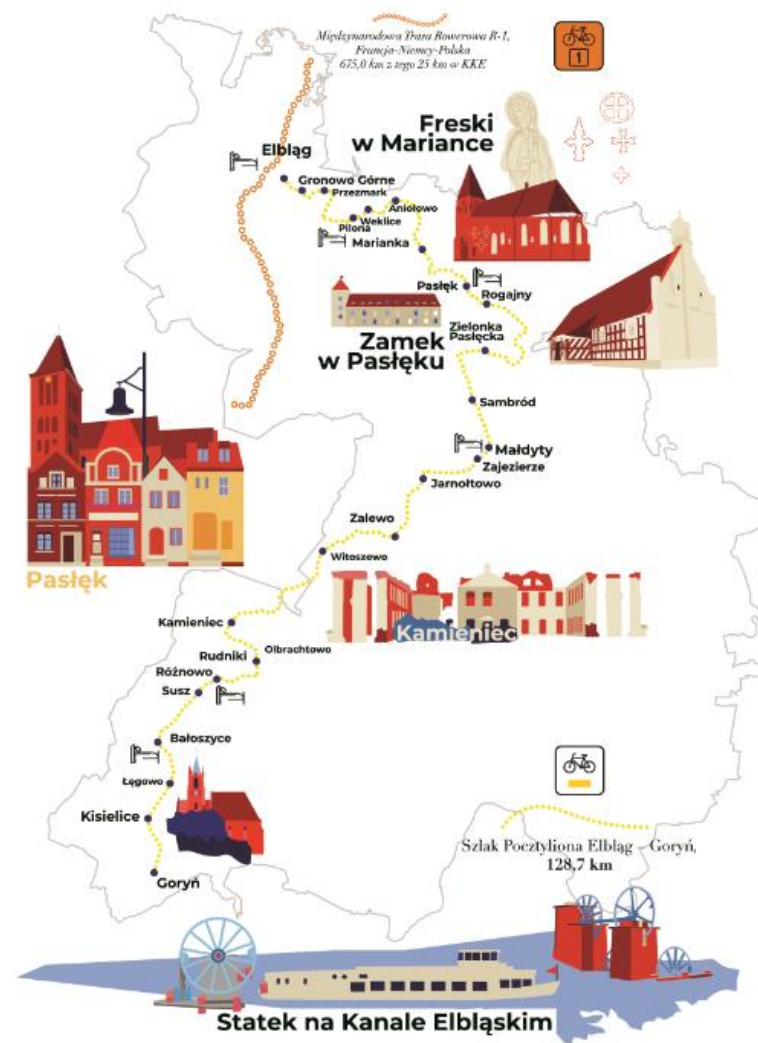 Międzynarodowa Trasa Rowerowa R-1,
Francja-Niemcy-Polska
675,0 km z tego 25 km w KKE
1
Freski
w Mariance
Elbląg
Gronowo Górne
Przezmark
Aniołowo
Weklice
Pilona
Marianka
Pasłęk
Rogajny
Zielonka
Pasłęcka
Zamek
w Pasłęku
Sambród
Małdyty
Zajezierze
Jarnołtowo
Zalewo
Witoszewo
Pasłęk
Kamieniec
Kamieniec
Olbrachtowo
Rudniki
Różnowo
Susz
Bałoszyce
Łęgowo
Kisielice
Goryń
Szlak Pocztyliona Elbląg – Goryń,
128,7 km
Statek na Kanale Elbląskim